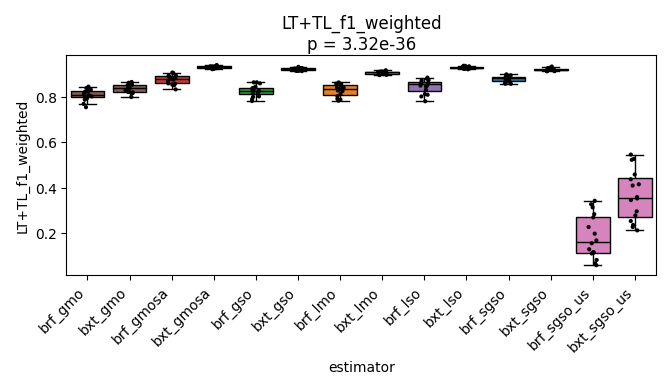 LT+TL_f1_weighted
p = 3.32e-36
LT+TL_f1_weighted
0.8
0.6
0.4
0.2
brf_gmo
bxt_gmo
brf_gmosa
bxt_gmosa
brf_gso
bxt_gso
brf_lmo
bxt_lmo
brf_lso
bxt_lso
brf_sgso
bxt_sgso
brf_sgso_us
bxt_sgso_us
estimator